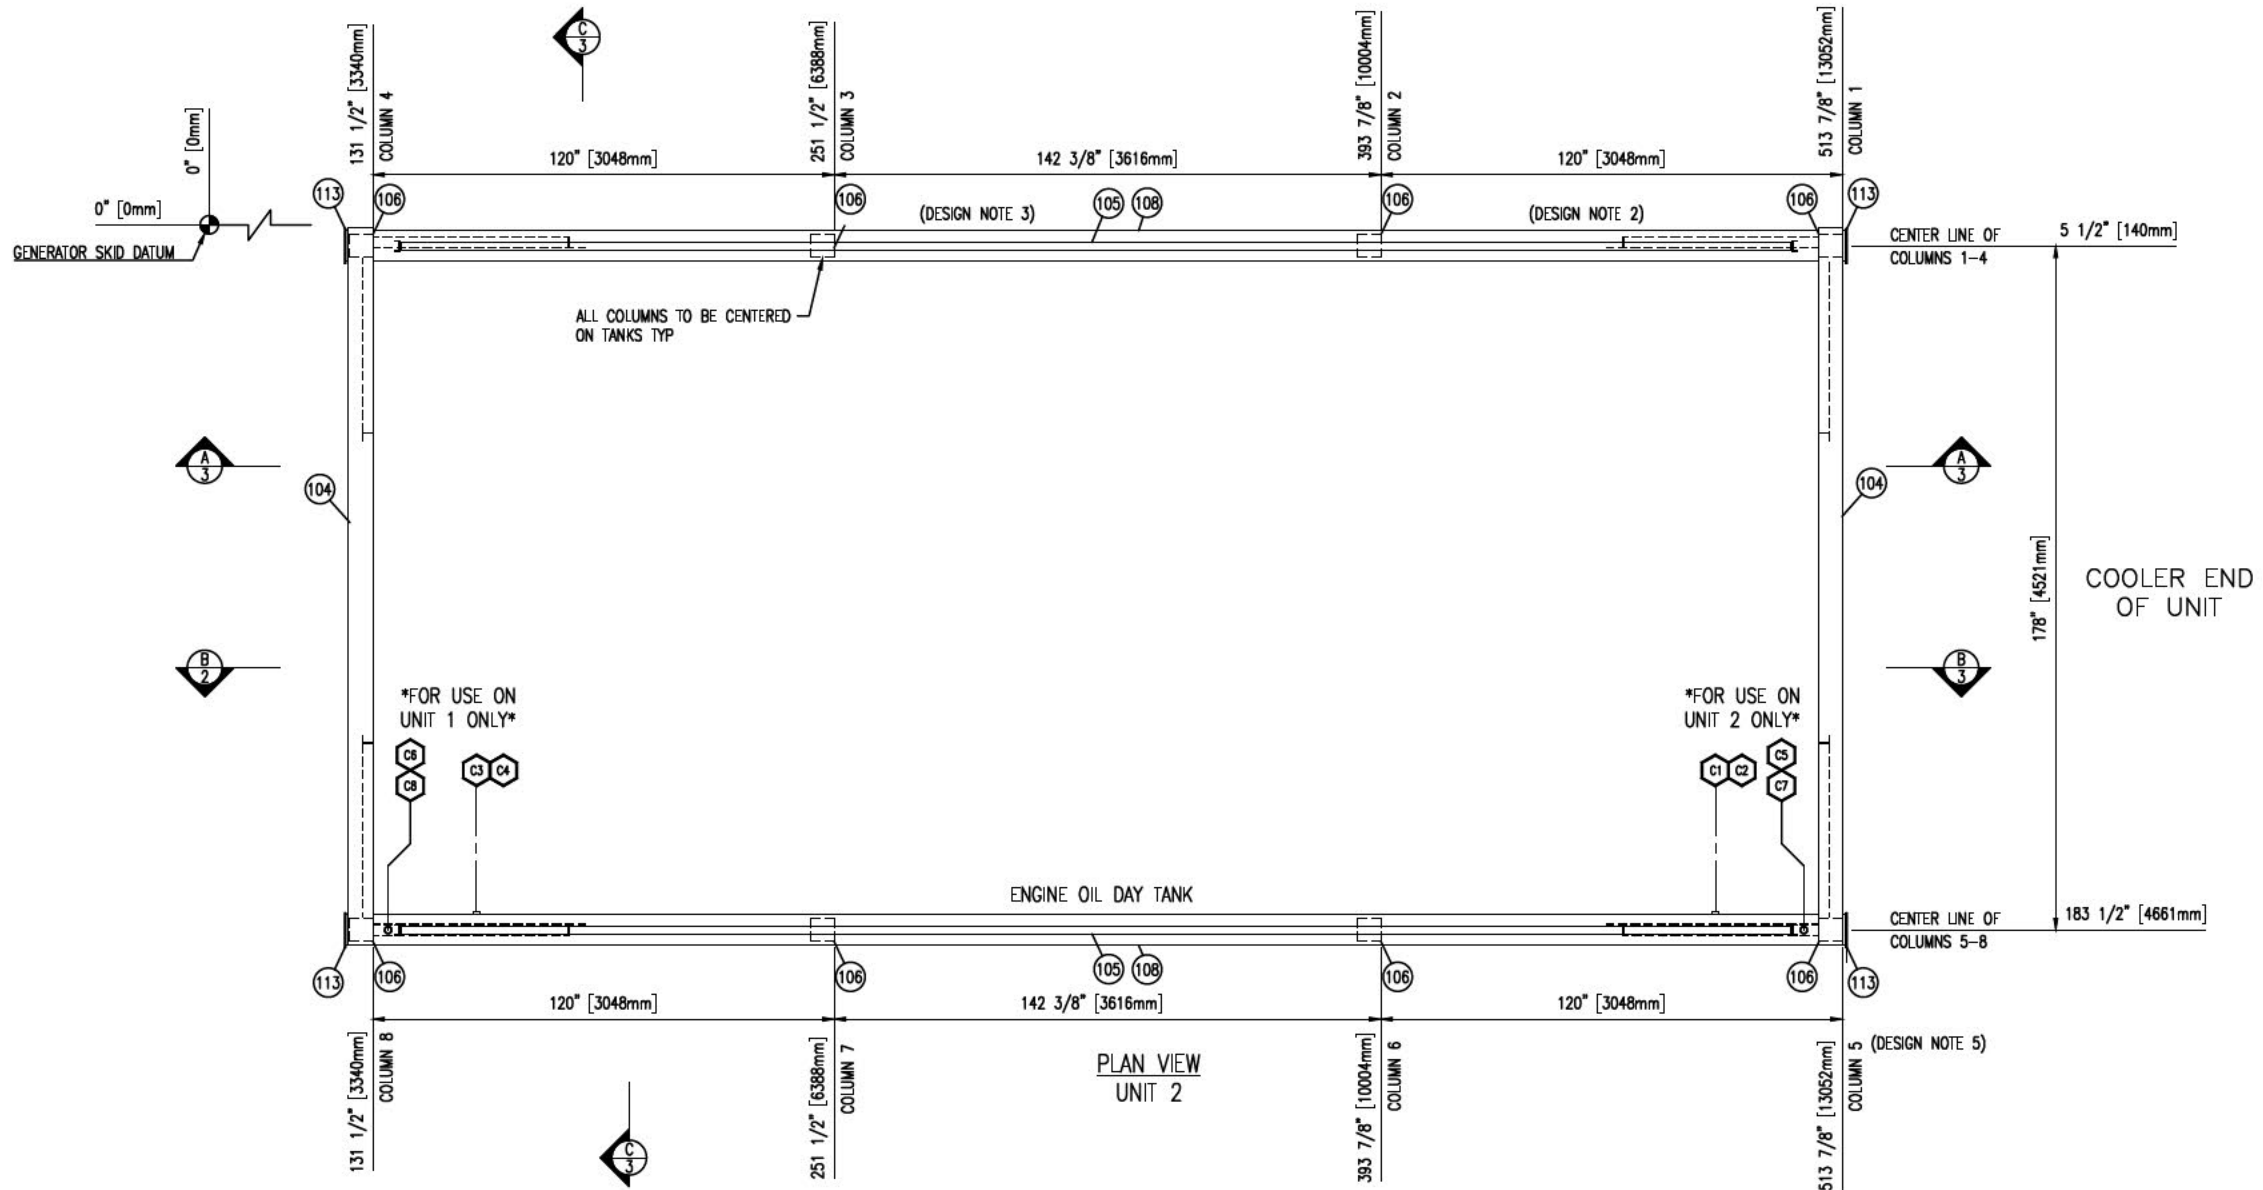 C
3
131 1/2" [3340mm]
COLUMN 4
251 1/2" [6388mm]
COLUMN 3
393 7/8" [10004mm]
COLUMN 2
513 7/8" [13052mm]
COLUMN 1
0" [0mm]
0" [0mm]
GENERATOR SKID DATUM
120" [3048mm]
142 3/8" [3616mm]
120" [3048mm]
113
106
106
(DESIGN NOTE 3)
105
108
106
(DESIGN NOTE 2)
106
113
CENTER LINE OF
COLUMNS 1-4
5 1/2" [140mm]
ALL COLUMNS TO BE CENTERED
ON TANKS TYP
A
3
A
3
104
104
178" [4521mm]
COOLER END
OF UNIT
B
2
B
3
*FOR USE ON
UNIT 1 ONLY*
C6
C8
C3
C4
*FOR USE ON
UNIT 2 ONLY*
C1
C2
C5
C7
ENGINE OIL DAY TANK
CENTER LINE OF
COLUMNS 5-8
183 1/2" [4661mm]
113
106
106
105
108
106
106
113
120" [3048mm]
142 3/8" [3616mm]
120" [3048mm]
131 1/2" [3340mm]
COLUMN 8
251 1/2" [6388mm]
COLUMN 7
393 7/8" [10004mm]
COLUMN 6
513 7/8" [13052mm]
COLUMN 5
(DESIGN NOTE 5)
PLAN VIEW
UNIT 2
C
3